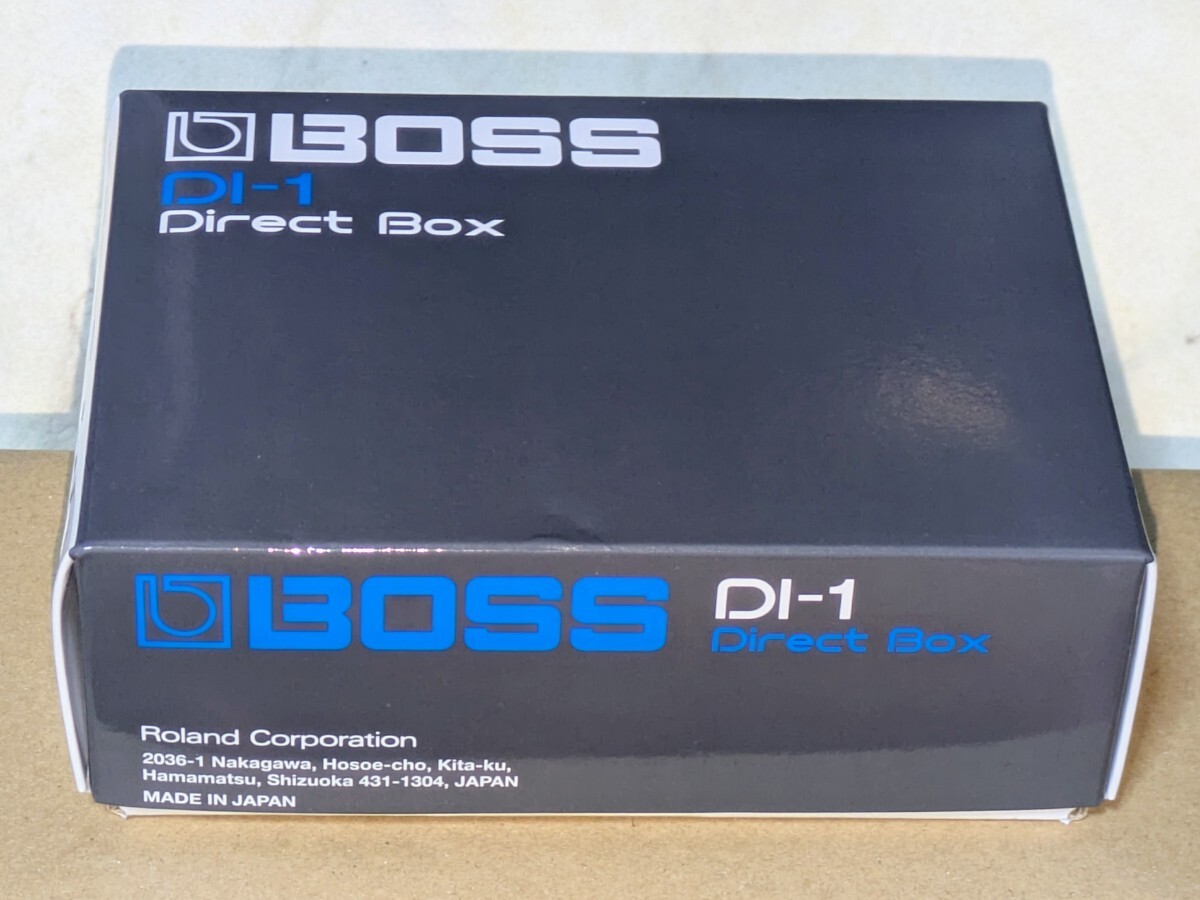 BOSS
DI-1
Direct Box
BOSS
DI-1
Direct Box
Roland Corporation
2036-1 Nakagawa, Hosoe-cho, Kita-ku,
Hamamatsu, Shizuoka 431-1304, JAPAN
MADE IN JAPAN